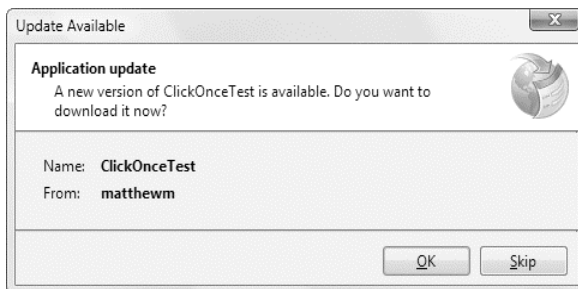 Update Available
Application update
A new version of ClickOnceTest is available. Do you want to
download it now?
Name: ClickOnceTest
From: matthewm
OK Skip